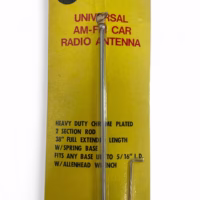 UNIVERSAL
AM-FM CAR
RADIO ANTENNA
HEAVY DUTY CHROME PLATED
2 SECTION ROD
30" FULL EXTENDED LENGTH
W/SPRING BASE
FITS ANY BASE UP TO 5/16" I.D.
W/ALLENHEAD WRENCH